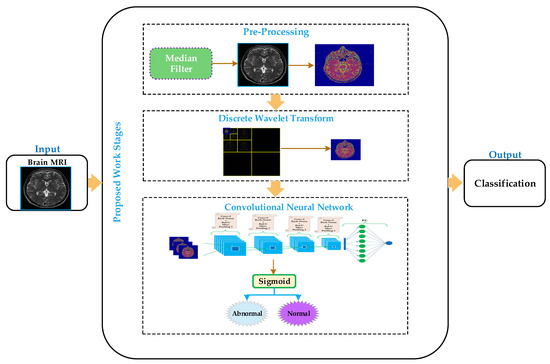 Pre-Processing
Median
Filter
Discrete Wavelet Transform
Convolutional Neural Network
Sigmoid
Abnormal
Normal
Proposed Work Stages
Input
Brain MRI
Output
Classification